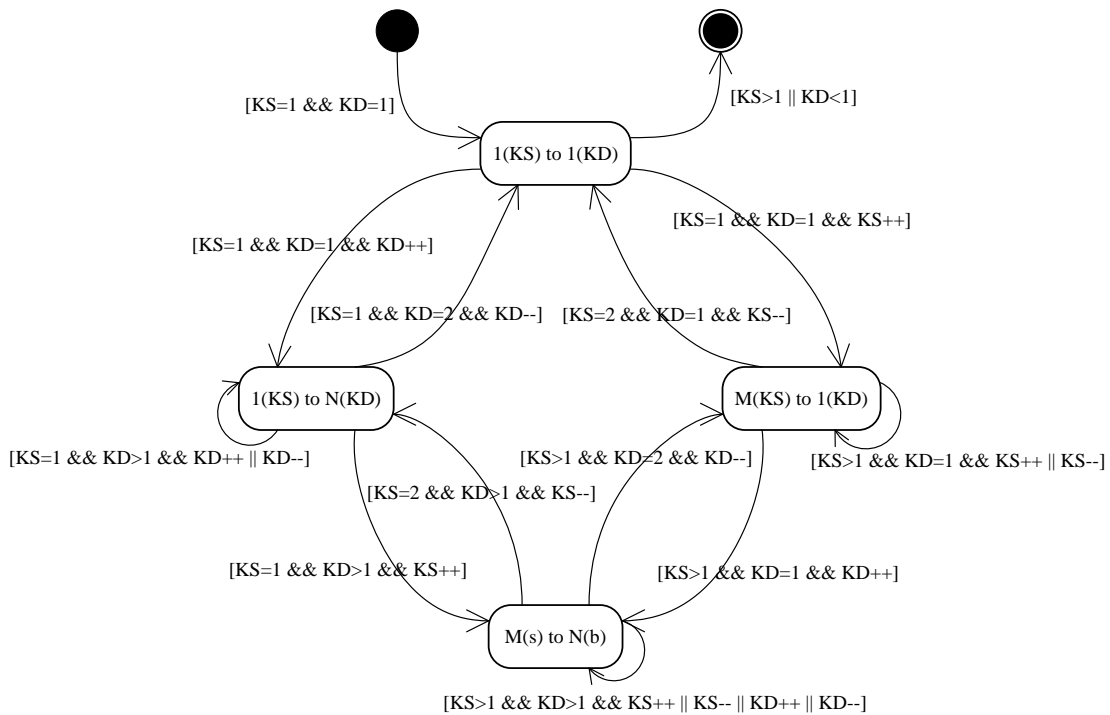 [KS=1 && KD=1]
[KS>1 || KD<1]
1(KS) to 1(KD)
[KS=1 && KD=1 && KS++]
[KS=1 && KD=1 && KD++]
[KS=1 && KD=2 && KD--]
[KS=2 && KD=1 && KS--]
1(KS) to N(KD)
M(KS) to 1(KD)
[KS=1 && KD>1 && KD++ || KD--]
[KS>1 && KD=2 && KD--]
[KS>1 && KD=1 && KS++ || KS--]
[KS=2 && KD>1 && KS--]
[KS=1 && KD>1 && KS++]
[KS>1 && KD=1 && KD++]
M(s) to N(b)
[KS>1 && KD>1 && KS++ || KS-- || KD++ || KD--]